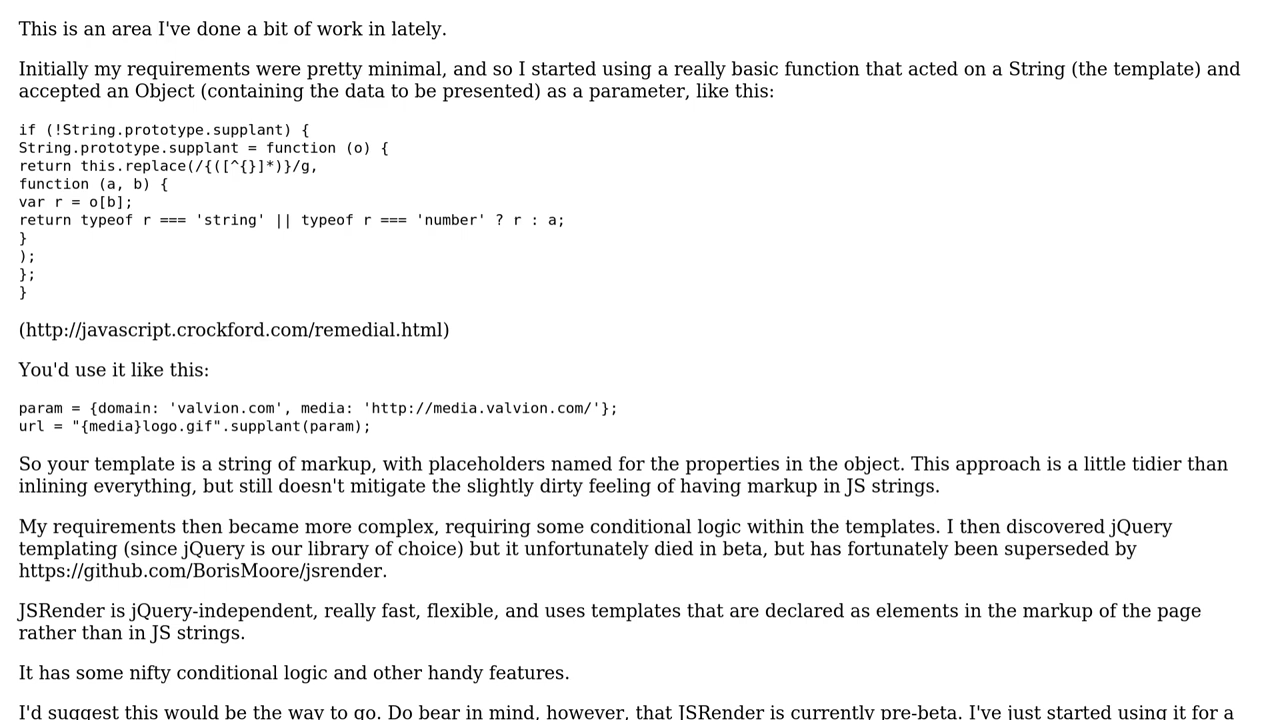 This is an area I've done a bit of work in lately.
Initially my requirements were pretty minimal, and so I started using a really basic function that acted on a String (the template) and
accepted an Object (containing the data to be presented) as a parameter, like this:
if (!String.prototype.supplant) {
String.prototype.supplant = function (o) {
return this.replace(/{([^{}]*)}/g,
function (a, b) {
var r = o[b];
return typeof r === 'string' || typeof r === 'number' ? r : a;
}
);
};
}
(http://javascript.crockford.com/remedial.html)
You'd use it like this:
param = {domain: 'valvion.com', media: 'http://media.valvion.com/'};
url = "{media}logo.gif".supplant(param);
So your template is a string of markup, with placeholders named for the properties in the object. This approach is a little tidier than
inlining everything, but still doesn't mitigate the slightly dirty feeling of having markup in JS strings.
My requirements then became more complex, requiring some conditional logic within the templates. I then discovered jQuery
templating (since jQuery is our library of choice) but it unfortunately died in beta, but has fortunately been superseded by
https://github.com/BorisMoore/jsrender.
JSRender is jQuery-independent, really fast, flexible, and uses templates that are declared as elements in the markup of the page
rather than in JS strings.
It has some nifty conditional logic and other handy features.
I'd suggest this would be the way to go. Do bear in mind, however, that JSRender is currently pre-beta. I've just started using it for a